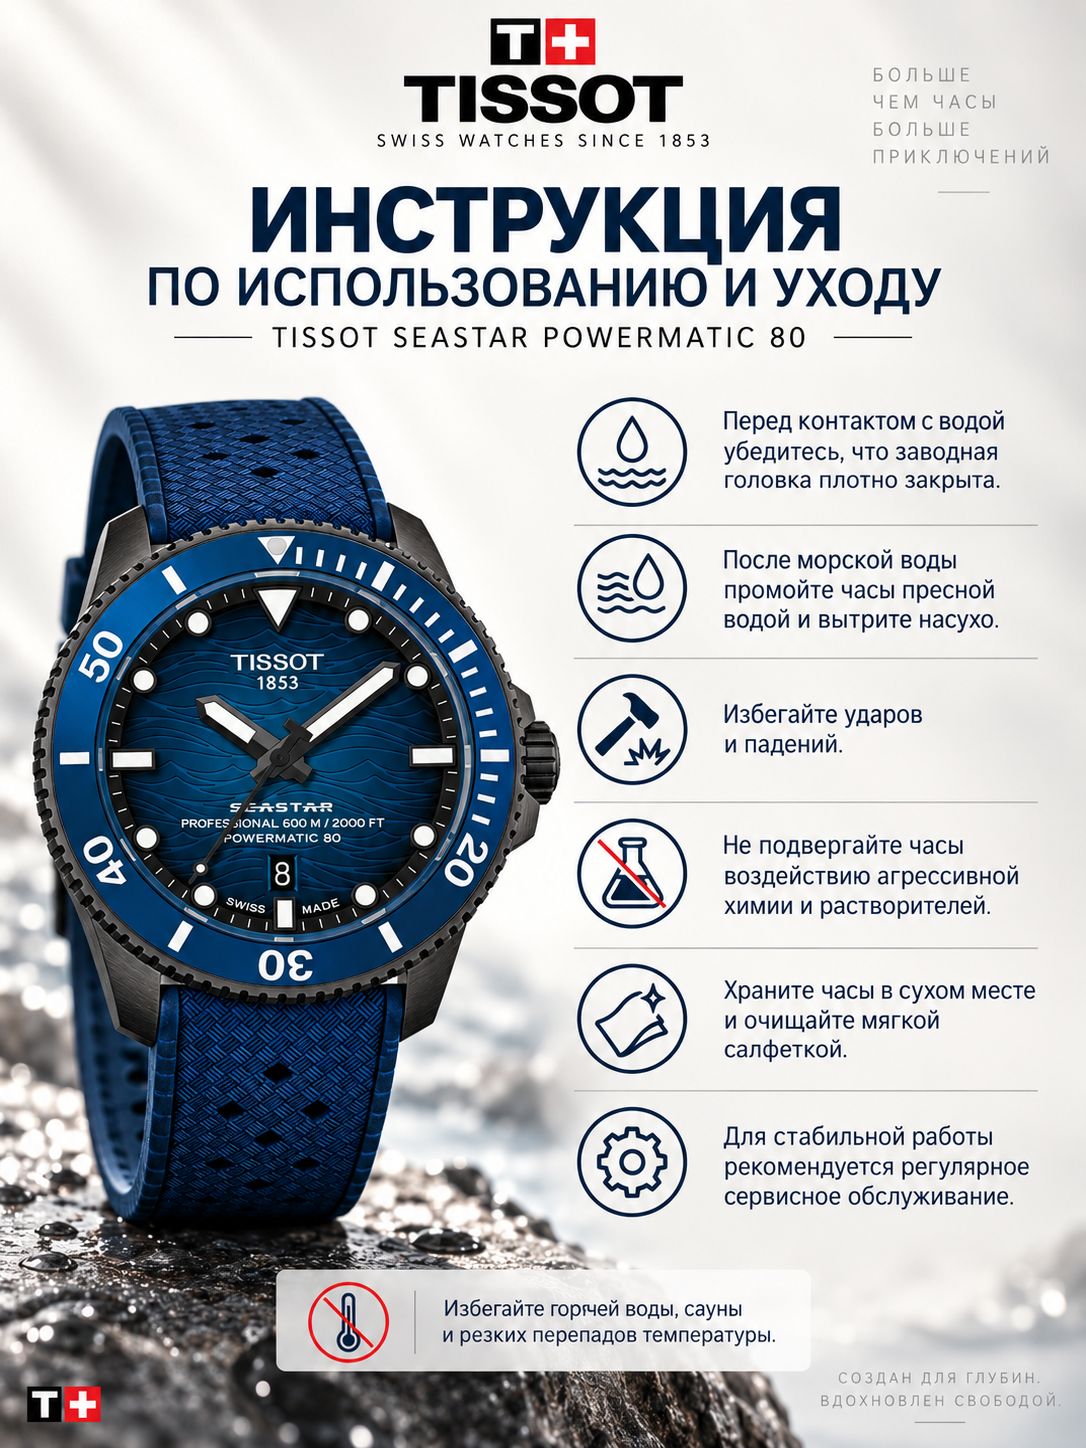 T+
TISSOT
SWISS WATCHES SINCE 1853
БОЛЬШЕ
ЧЕМ ЧАСЫ
БОЛЬШЕ
ПРИКЛЮЧЕНИЙ
ИНСТРУКЦИЯ
ПО ИСПОЛЬЗОВАНИЮ И УХОДУ
TISSOT SEASTAR POWERMATIC 80
50
40
30
20
TISSOT
1853
SEASTAR
PROFESSIONAL 600 M / 2000 FT
POWERMATIC 80
8
SWISS MADE
Перед контактом с водой
убедитесь, что заводная
головка плотно закрыта.
После морской воды
промойте часы пресной
водой и вытрите насухо.
Избегайте ударов
и падений.
Не подвергайте часы
воздействию агрессивной
химии и растворителей.
Храните часы в сухом месте
и очищайте мягкой
салфеткой.
Для стабильной работы
рекомендуется регулярное
сервисное обслуживание.
Избегайте горячей воды, сауны
и резких перепадов температуры.
T+
СОЗДАН ДЛЯ ГЛУБИН.
ВДОХНОВЛЕН СВОБОДОЙ.